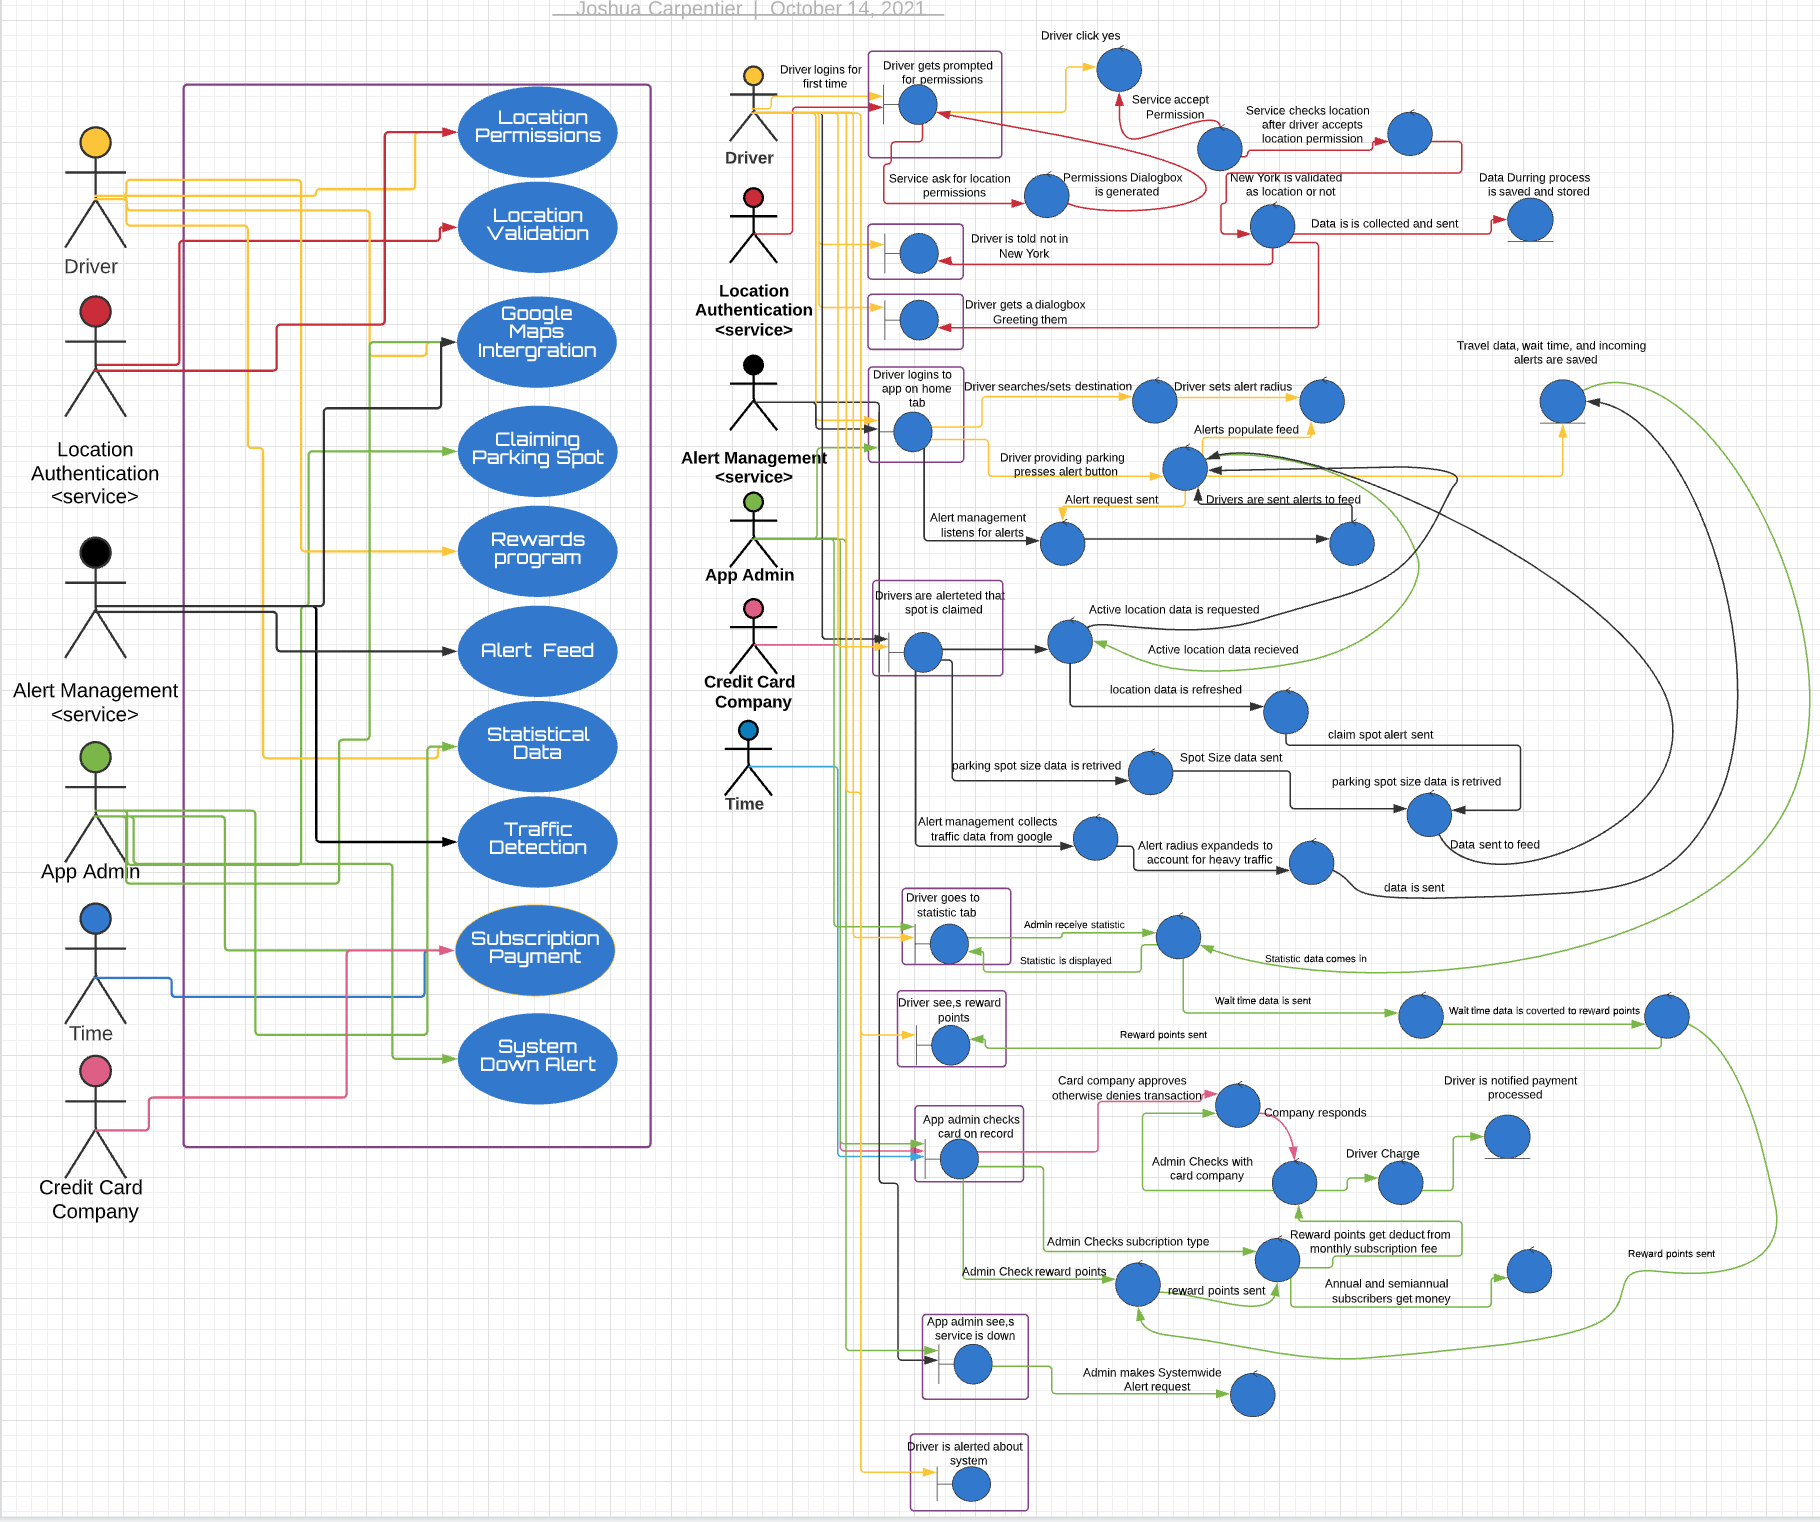 Joshua Carpentier | October 14, 2021
Driver
Location
Authentication
<service>
Alert Management
<service>
App Admin
Time
Credit Card
Company
Location
Permissions
Location
Validation
Google
Maps
Intergration
Claiming
Parking Spot
Rewards
program
Alert Feed
Statistical
Data
Traffic
Detection
Subscription
Payment
System
Down Alert
Driver
Location
Authentication
<service>
Alert Management
<service>
App Admin
Credit Card
Company
Time
Driver logins for
first time
Driver gets prompted
for permissions
Driver click yes
Service accept
Permission
Service checks location
after driver accepts
location permission
Service ask for location
permissions
Permissions Dialogbox
is generated
New York is validated
as location or not
Data Durring process
is saved and stored
Data is is collected and sent
Driver is told not in
New York
Driver gets a dialogbox
Greeting them
Travel data, wait time, and incoming
alerts are saved
Driver logins to
app on home
tab
Driver searches/sets destination
Driver sets alert radius
Alerts populate feed
Driver providing parking
presses alert button
Alert request sent
Drivers are sent alerts to feed
Alert management
listens for alerts
Drivers are alerteted that
spot is claimed
Active location data is requested
Active location data recieved
location data is refreshed
claim spot alert sent
parking spot size data is retrived
Spot Size data sent
parking spot size data is retrived
Alert management collects
traffic data from google
Alert radius expandeds to
account for heavy traffic
Data sent to feed
data is sent
Driver goes to
statistic tab
Admin receive statistic
Statistic is displayed
Statistic data comes in
Driver see,s reward
points
Wait time data is sent
Wait time data is coverted to reward points
Reward points sent
Card company approves
otherwise denies transaction
Driver is notified payment
processed
Company responds
App admin checks
card on record
Admin Checks with
card company
Driver Charge
Admin Checks subcription type
Reward points get deduct from
monthly subscription fee
Reward points sent
Admin Check reward points
reward points sent
Annual and semiannual
subscribers get money
App admin see,s
service is down
Admin makes Systemwide
Alert request
Driver is alerted about
system